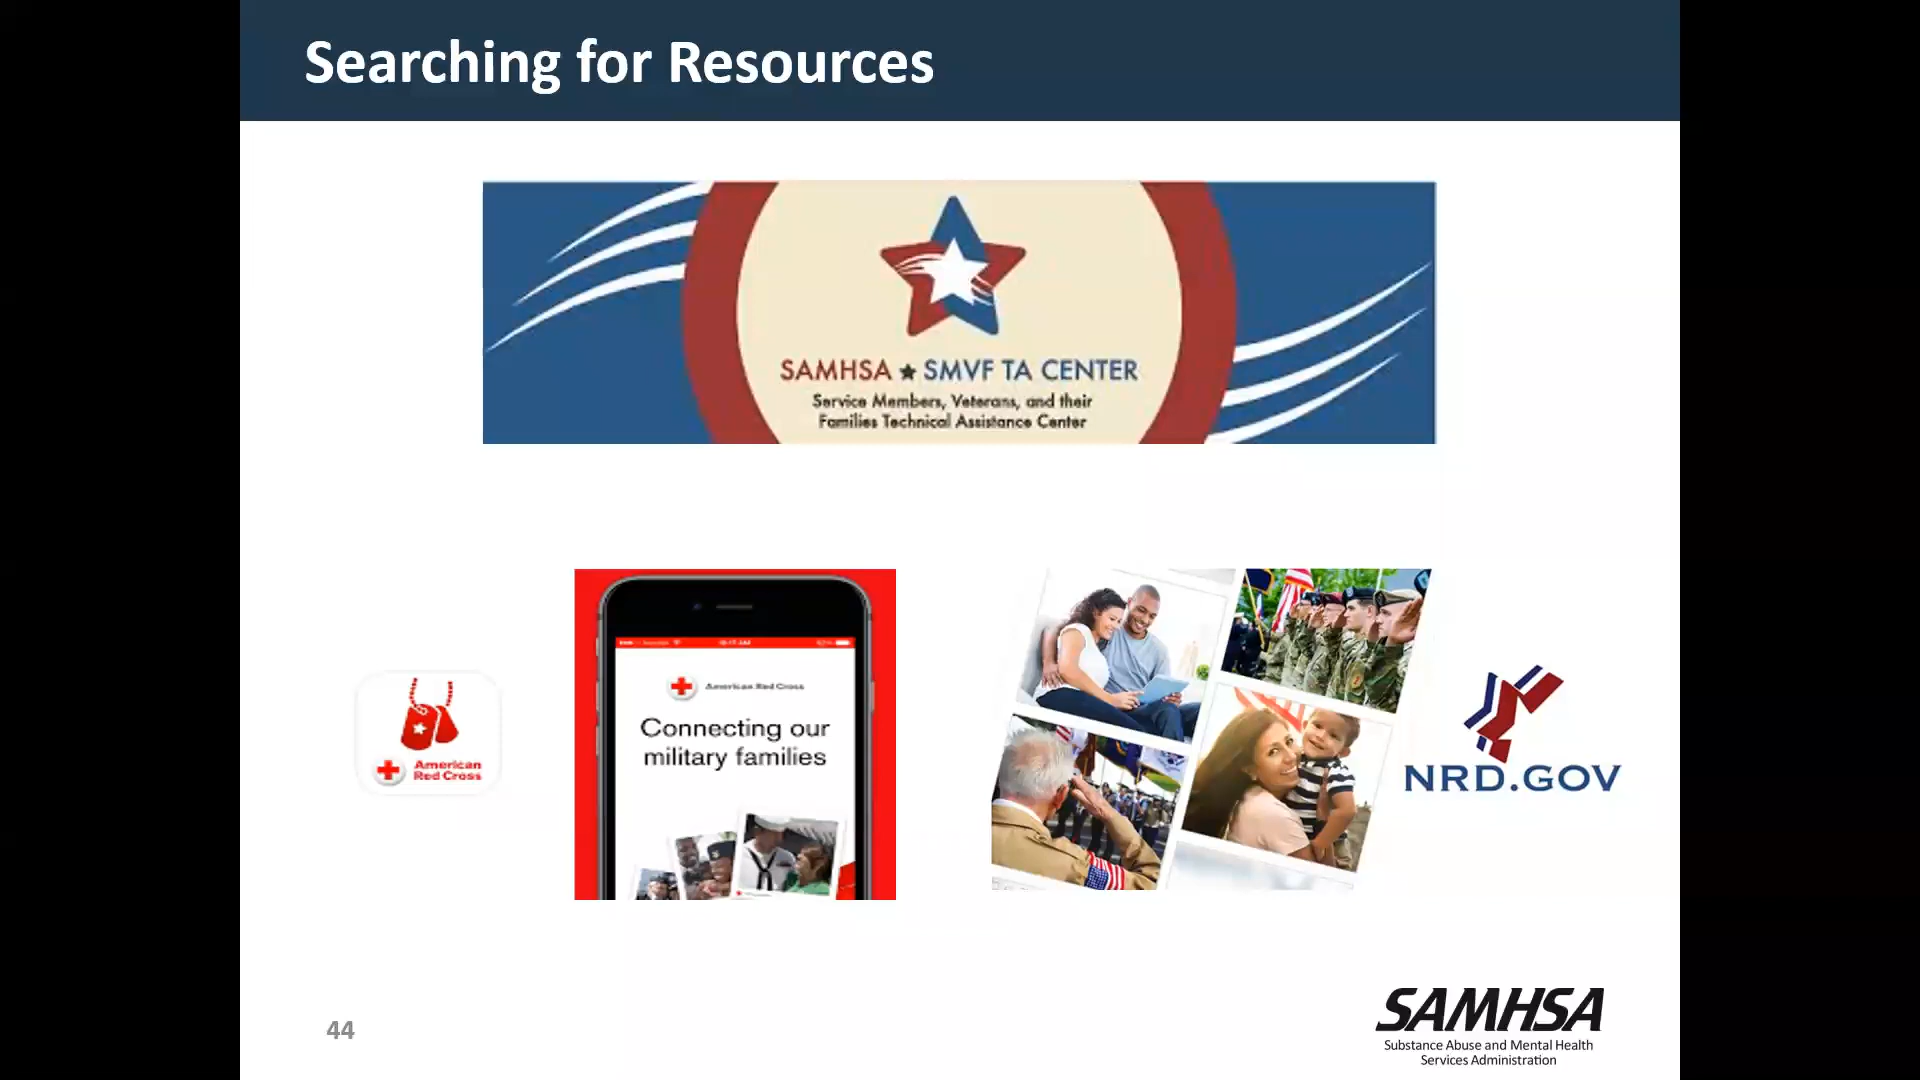 Searching for Resources
SAMHSA ★ SMVF TA CENTER
Service Members, Veterans, and their
Families Technical Assistance Center
American Red Cross
Connecting our
military families
American
Red Cross
NRD.GOV
44
SAMHSA
Substance Abuse and Mental Health
Services Administration